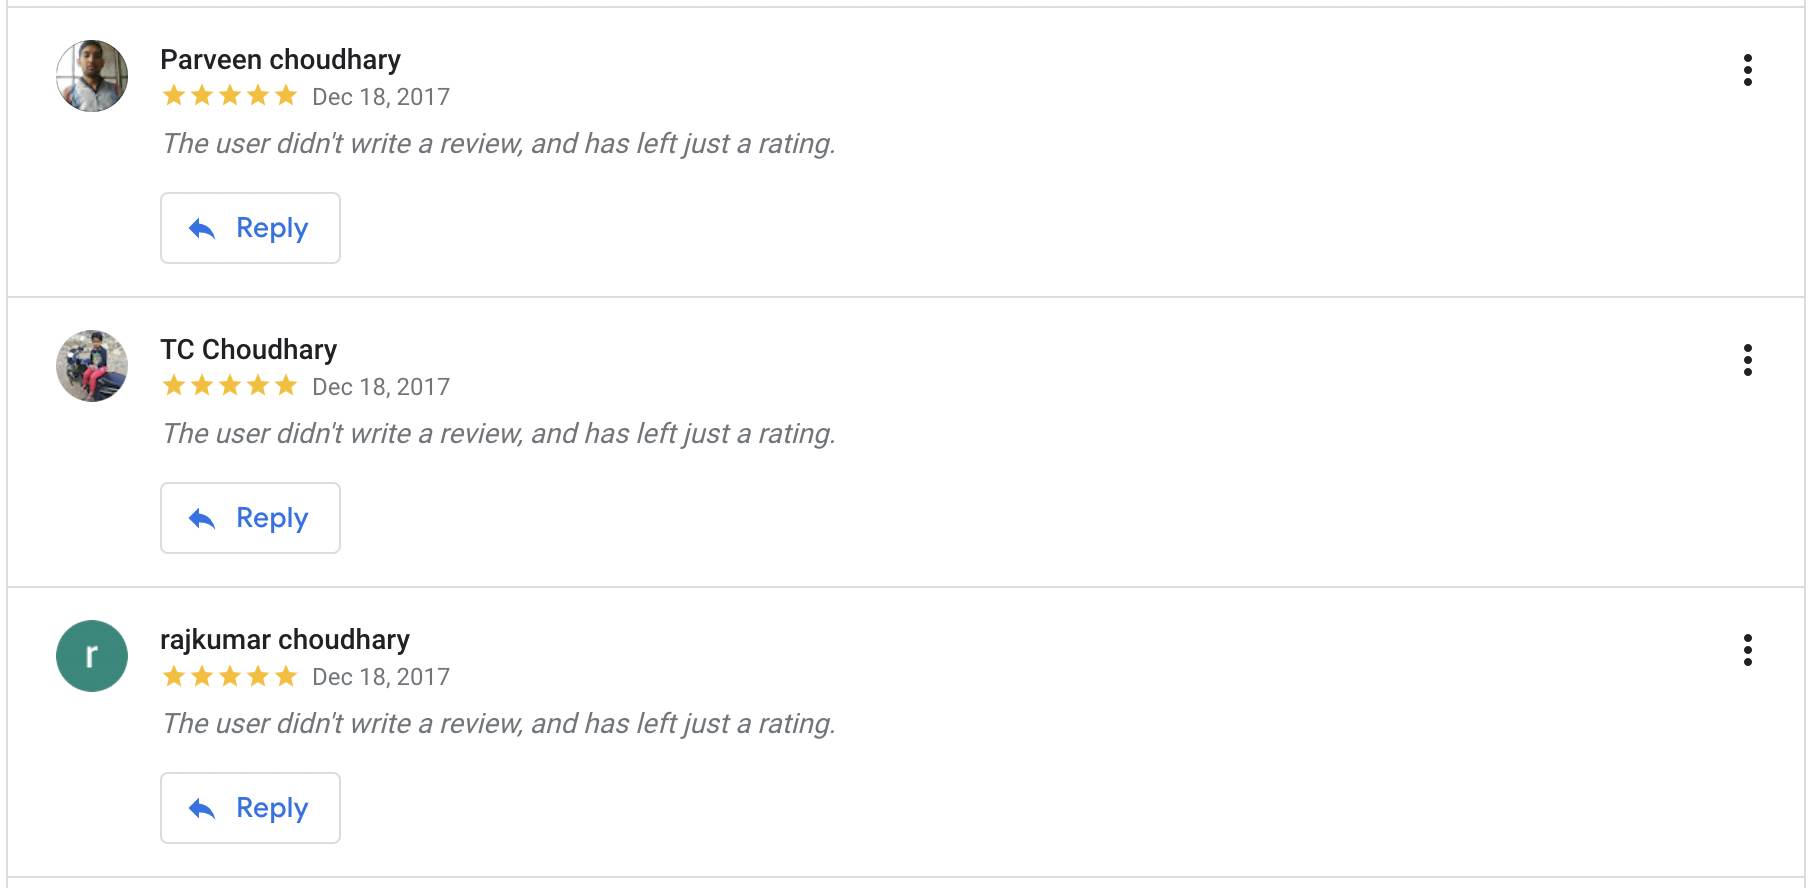 Parveen choudhary
Dec 18, 2017
The user didn't write a review, and has left just a rating.
Reply
TC Choudhary
Dec 18, 2017
The user didn't write a review, and has left just a rating.
Reply
r
rajkumar choudhary
Dec 18, 2017
The user didn't write a review, and has left just a rating.
Reply